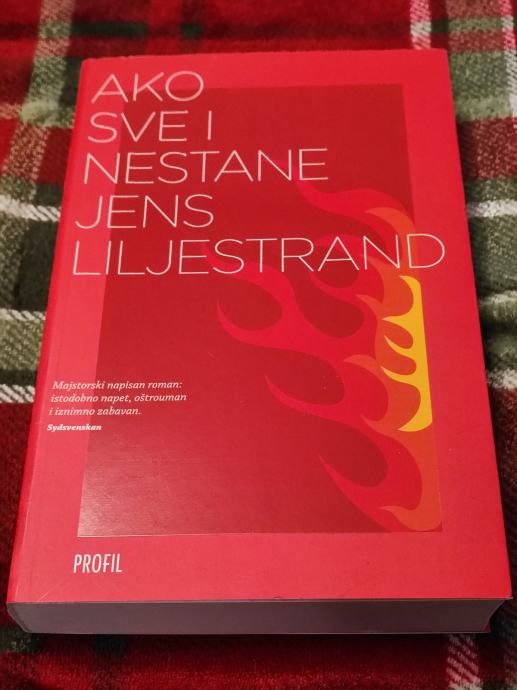 AKO
SVE I
NESTANE
JENS
LILJESTRAND
Majstorski napisan roman:
istodobno napet, oštrouman
i iznimno zabavan.
Sydsvenskan
PROFIL